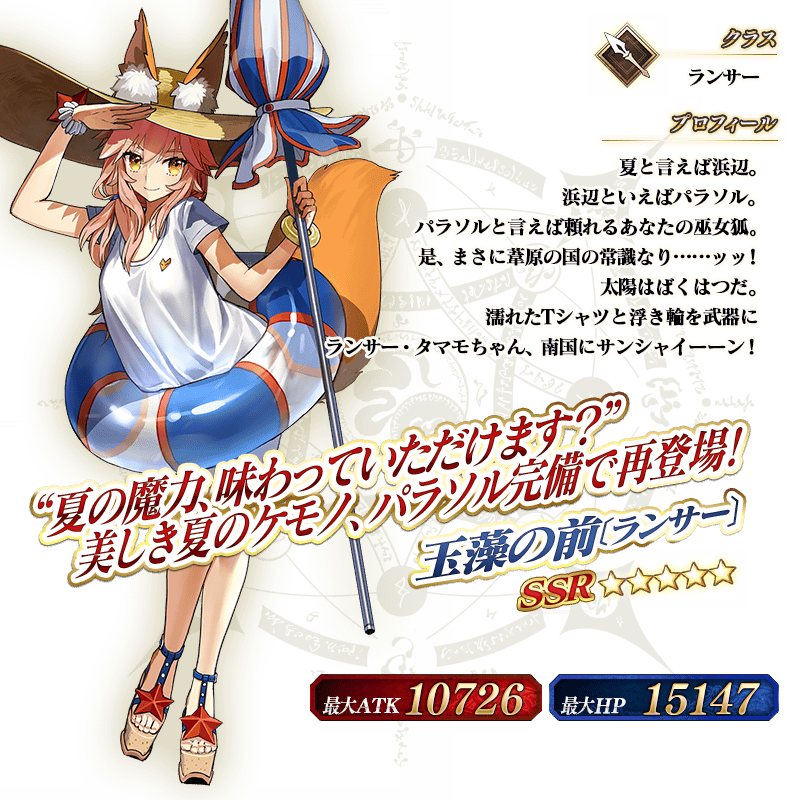 クラス
ランサー
プロフィール
夏と言えば浜辺。
浜辺といえばパラソル。
パラソルと言えば頼れるあなたの巫女狐。
是、まさに葦原の国の常識なり……ッッ！
太陽はばくはつだ。
濡れたTシャツと浮き輪を武器に
ランサー・タマモちゃん、南国にサンシャイーーン！
“夏の魔力、味わっていただけます？”
美しき夏のケモノ、パラソル完備で再登場！
玉藻の前〔ランサー〕
SSR ☆☆☆☆☆
最大ATK 10726
最大HP 15147